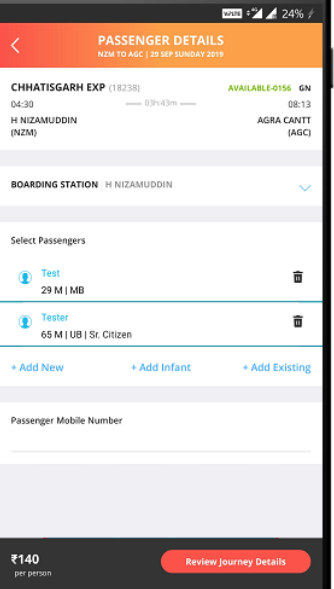 VoLTE 4G 24%
PASSENGER DETAILS
NZM TO AGC | 29 SEP SUNDAY 2019
CHHATISGARH EXP (18238) AVAILABLE-0156 GN
04:30 03h:43m 08:13
H NIZAMUDDIN AGRA CANTT
(NZM) (AGC)
BOARDING STATION H NIZAMUDDIN
Select Passengers
Test
29 M | MB
Tester
65 M | UB | Sr. Citizen
+ Add New + Add Infant + Add Existing
Passenger Mobile Number
₹140 Review Journey Details
per person